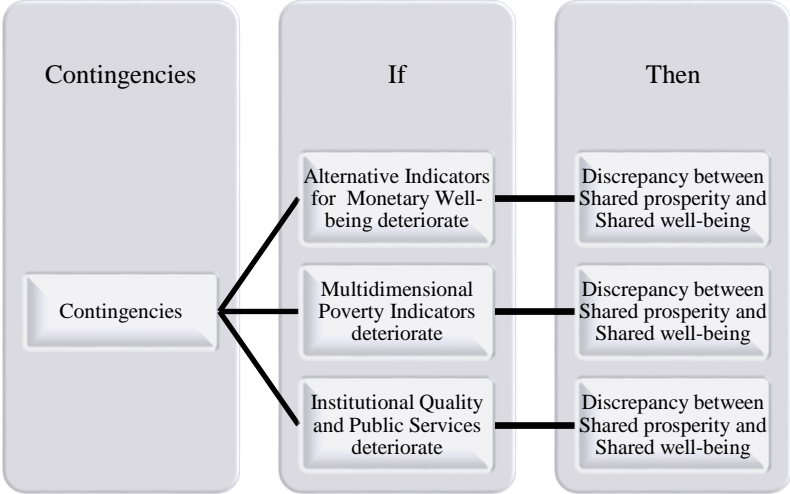 Contingencies
If
Then
Contingencies
Alternative Indicators
for Monetary Well-
being deteriorate
Discrepancy between
Shared prosperity and
Shared well-being
Multidimensional
Poverty Indicators
deteriorate
Discrepancy between
Shared prosperity and
Shared well-being
Institutional Quality
and Public Services
deteriorate
Discrepancy between
Shared prosperity and
Shared well-being